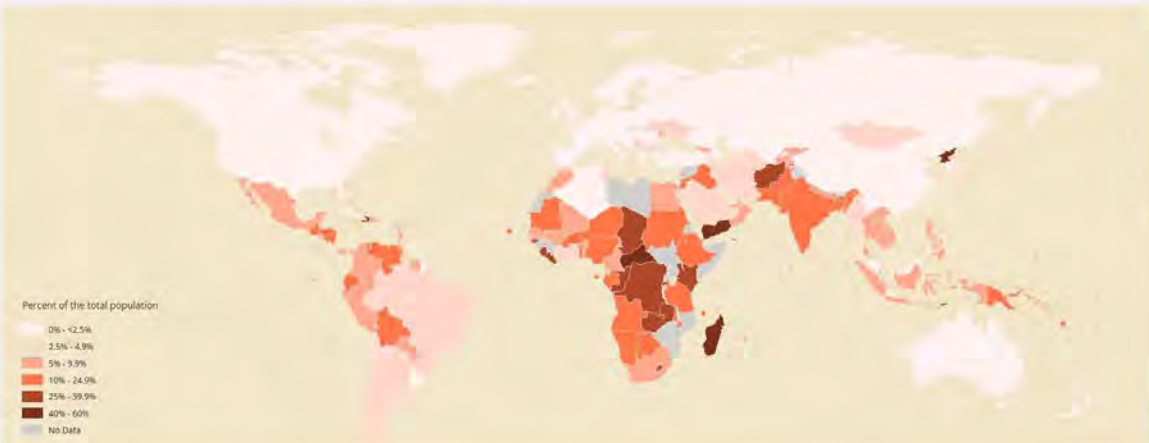 Percent of the total population
0% - <2.5%
2.5% - 4.9%
5% - 9.9%
10% - 24.9%
25% - 39.9%
40% - 60%
No Data